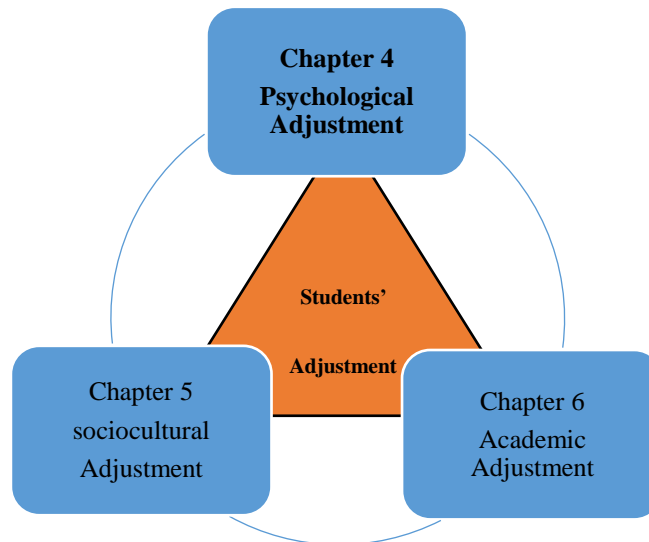 Chapter 4
Psychological
Adjustment
Students’
Adjustment
Chapter 5
sociocultural
Adjustment
Chapter 6
Academic
Adjustment